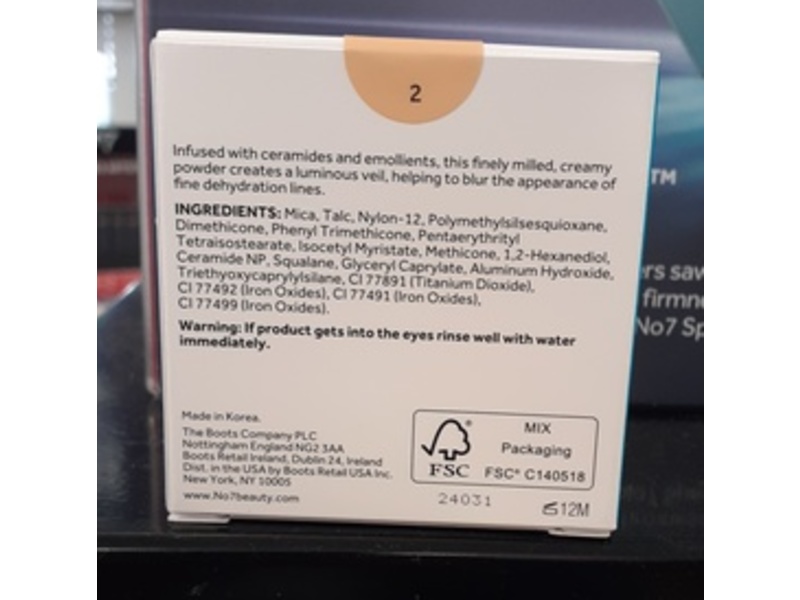 2
Infused with ceramides and emollients, this finely milled, creamy
powder creates a luminous veil, helping to blur the appearance of
fine dehydration lines.
INGREDIENTS: Mica, Talc, Nylon-12, Polymethylsilsesquioxane,
Dimethicone, Phenyl Trimethicone, Pentaerythrityl
Tetraisostearate, Isocetyl Myristate, Methicone, 1,2-Hexanediol,
Ceramide NP, Squalane, Glyceryl Caprylate, Aluminum Hydroxide,
Triethyoxycaprylylsilane, CI 77891 (Titanium Dioxide),
CI 77492 (Iron Oxides), CI 77491 (Iron Oxides),
CI 77499 (Iron Oxides).
Warning: If product gets into the eyes rinse well with water
immediately.
Made in Korea.
The Boots Company PLC
Nottingham England NG2 3AA
Boots Retail Ireland, Dublin 24, Ireland
Dist. in the USA by Boots Retail USA Inc.
New York, NY 10005
www.No7beauty.com
FSC
MIX
Packaging
FSC® C140518
24031
12M
TM
ers saw
firmne
No7 Sp